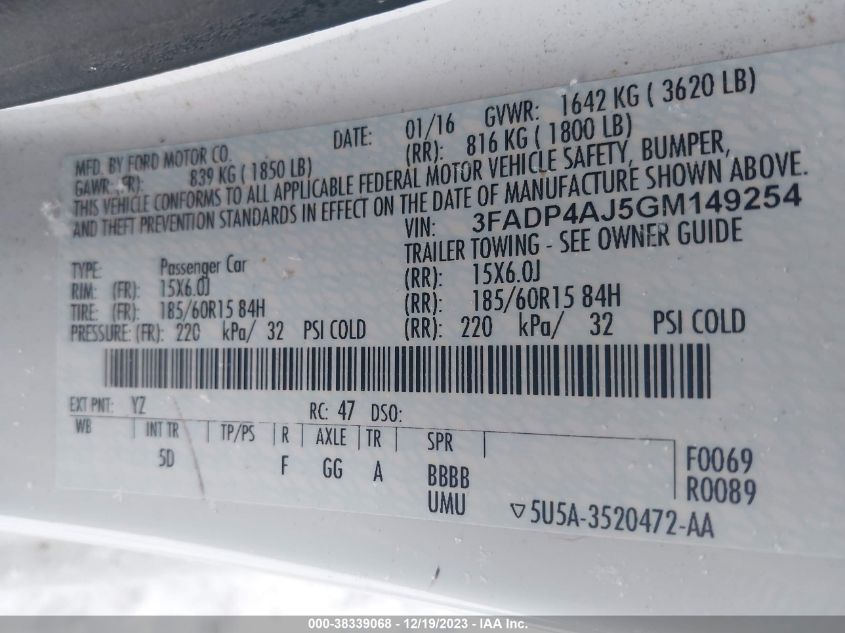 MFD. BY FORD MOTOR CO.
DATE: 01/16 GVWR: 1642 KG ( 3620 LB)
GAWR (FR): 839 KG ( 1850 LB) (RR): 816 KG ( 1800 LB)
THIS VEHICLE CONFORMS TO ALL APPLICABLE FEDERAL MOTOR VEHICLE SAFETY, BUMPER,
AND THEFT PREVENTION STANDARDS IN EFFECT ON THE DATE OF MANUFACTURE SHOWN ABOVE.
VIN: 3FADP4AJ5GM149254
TYPE: Passenger Car TRAILER TOWING - SEE OWNER GUIDE
RIM: (FR): 15X6.0J (RR): 15X6.0J
TIRE: (FR): 185/60R15 84H (RR): 185/60R15 84H
PRESSURE: (FR): 220 kPa/ 32 PSI COLD (RR): 220 kPa/ 32 PSI COLD
EXT PNT: YZ RC: 47 DSO:
WB INT TR TP/PS R AXLE TR SPR
5D F GG A BBBB F0069
UMU R0089
▽5U5A-3520472-AA
000-38339068 - 12/19/2023 - IAA Inc.